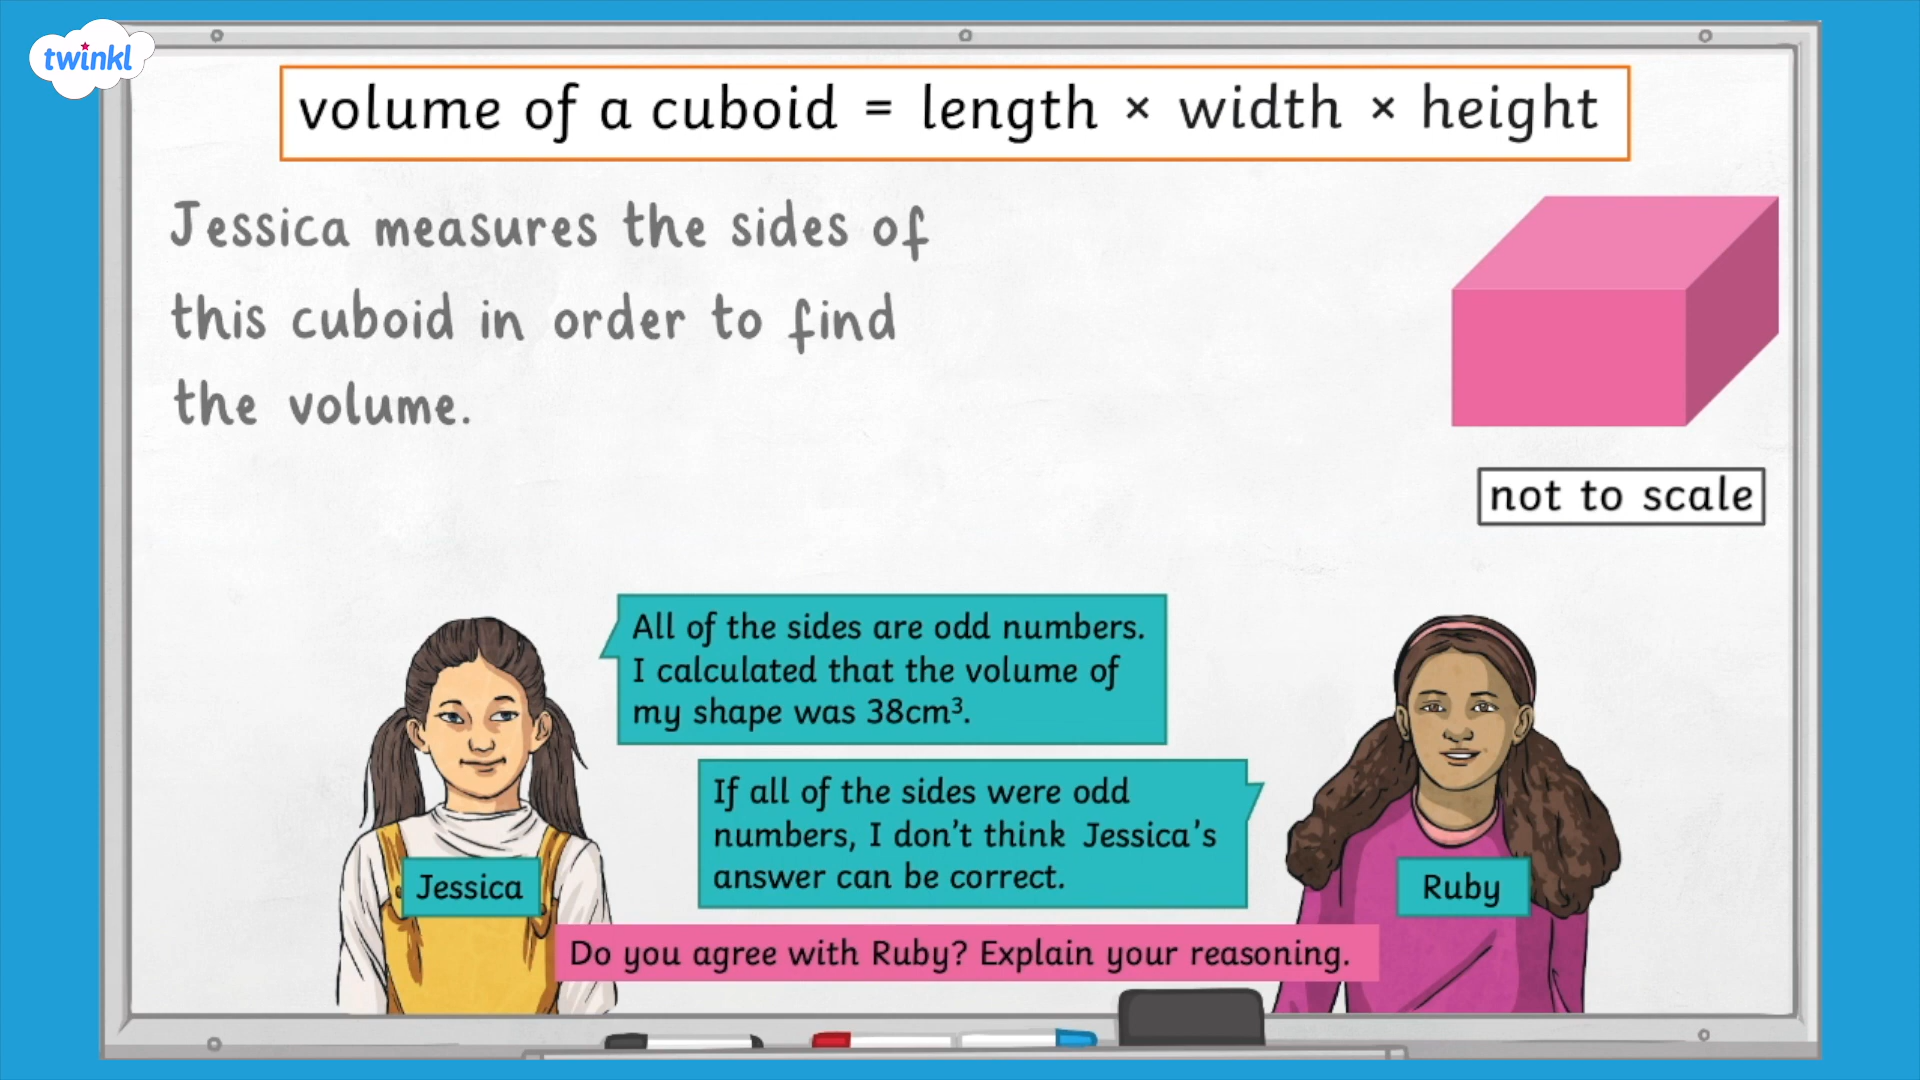 twinkl
volume of a cuboid = length × width × height
Jessica measures the sides of
this cuboid in order to find
the volume.
not to scale
All of the sides are odd numbers.
I calculated that the volume of
my shape was 38cm³.
If all of the sides were odd
numbers, I don't think Jessica's
answer can be correct.
Jessica
Ruby
Do you agree with Ruby? Explain your reasoning.